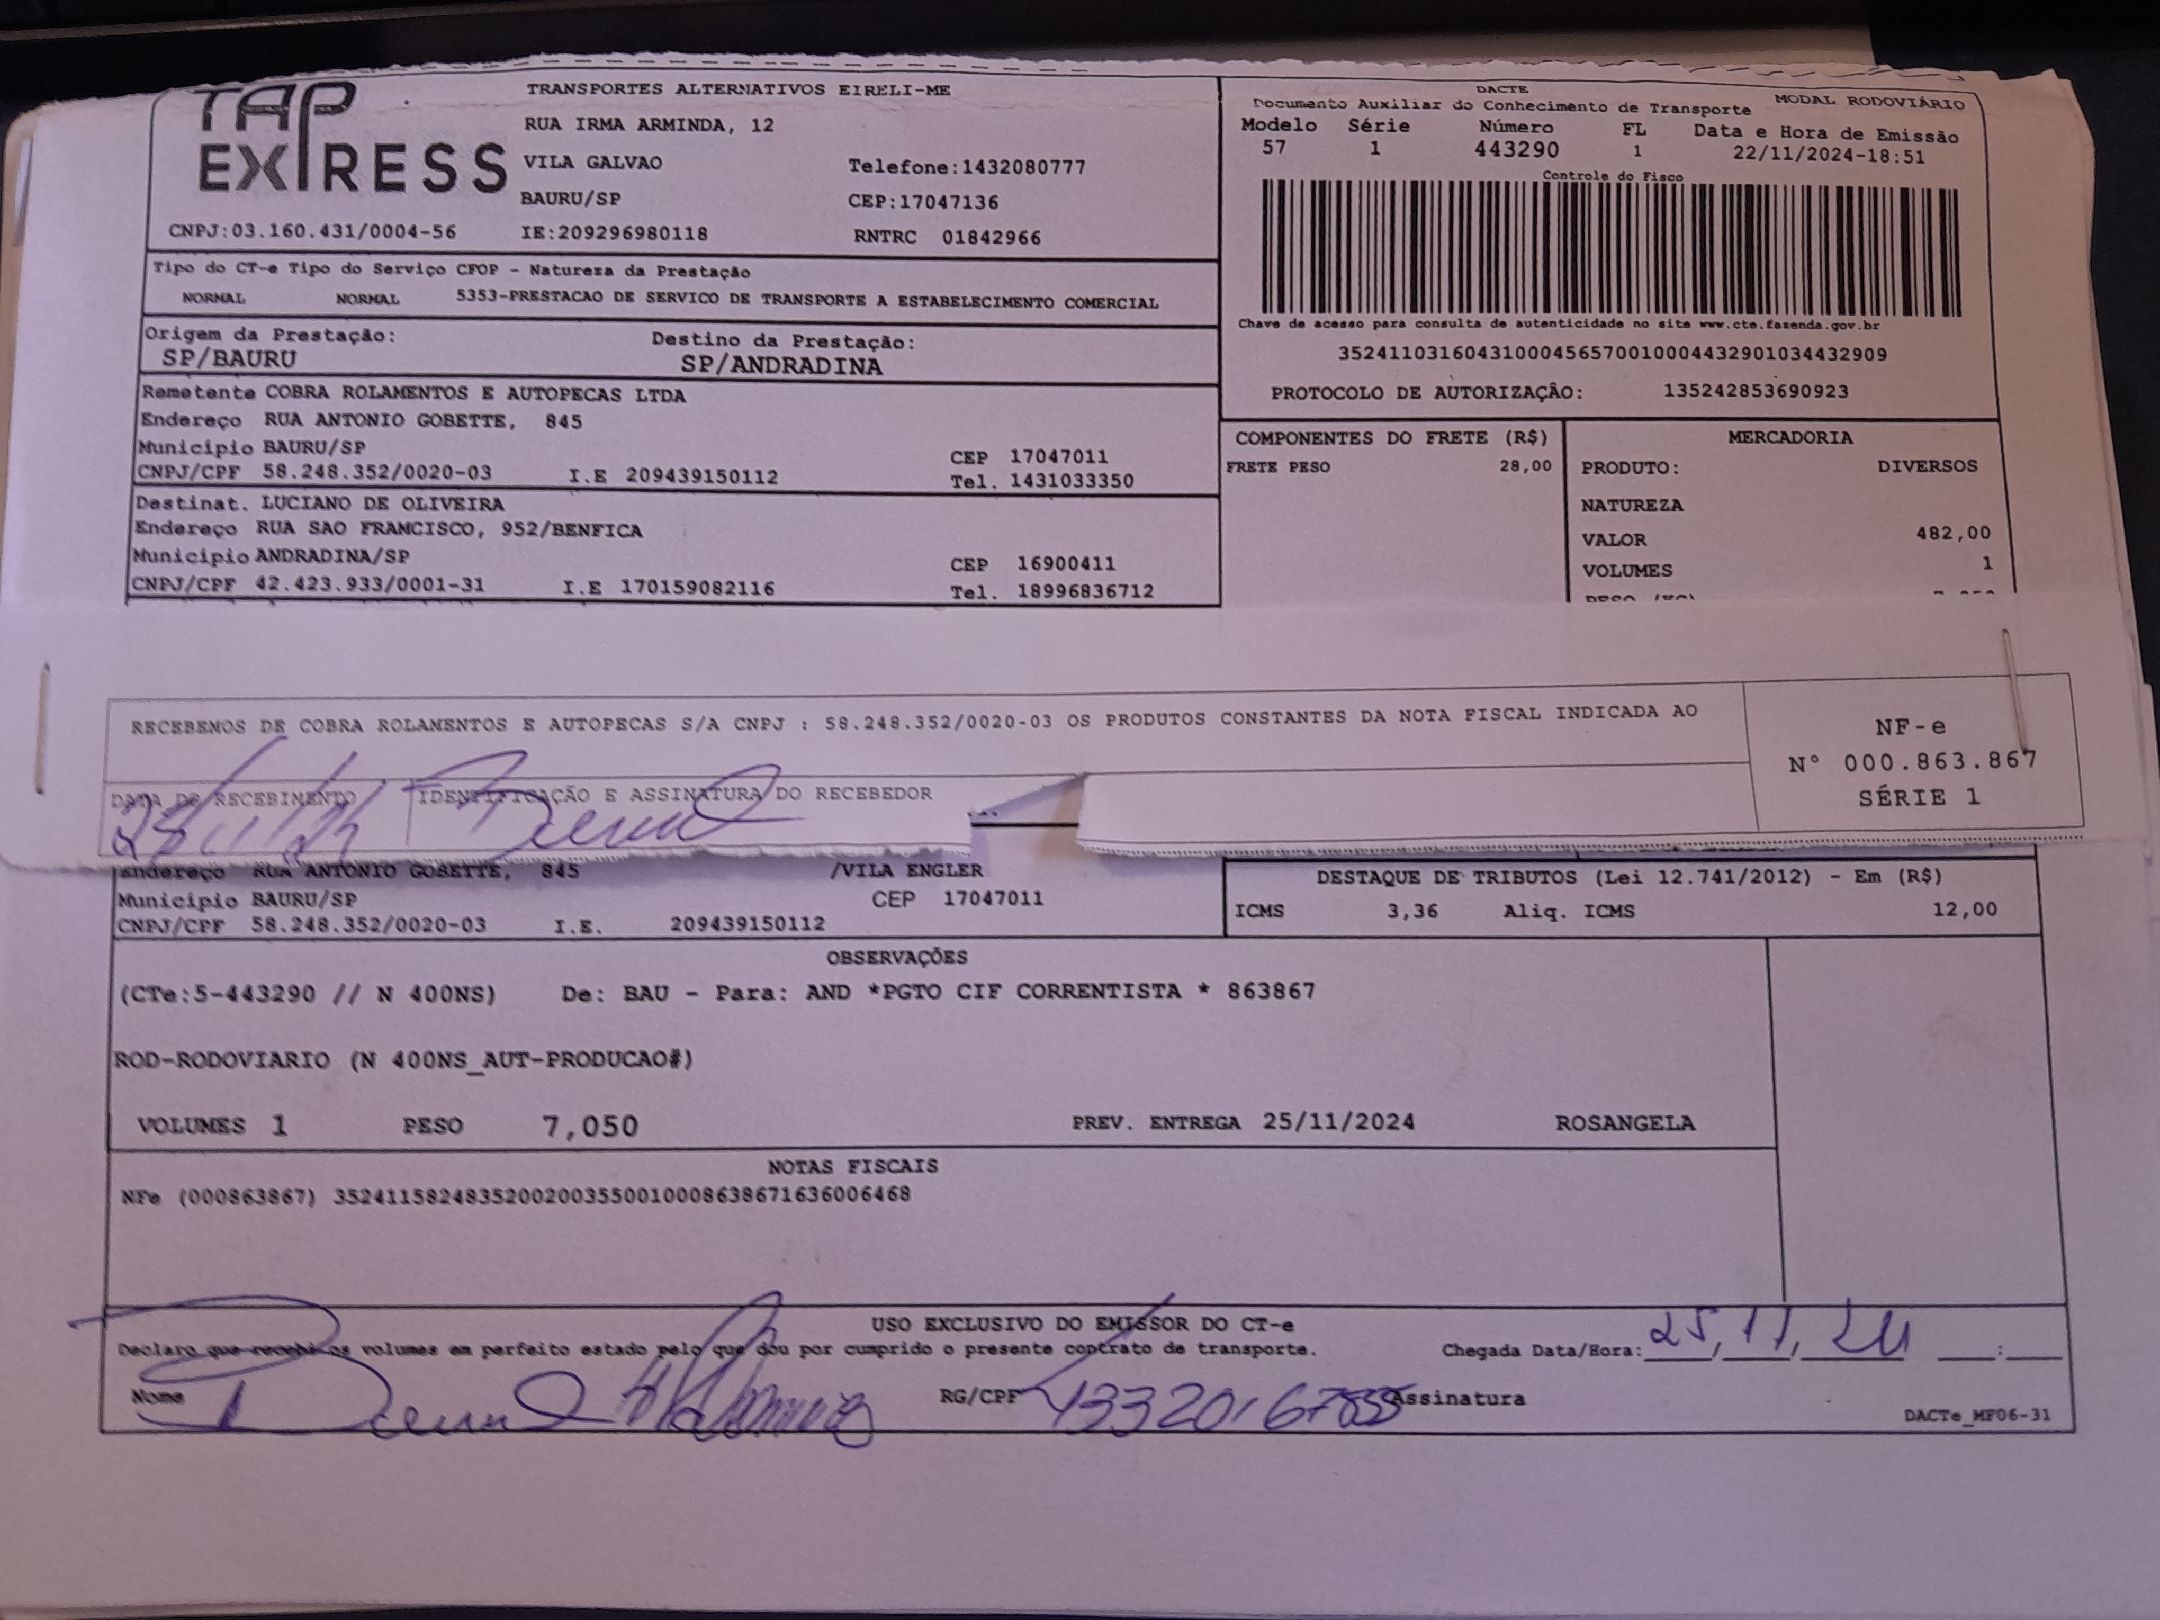 TAP EXPRESS
TRANSPORTES ALTERNATIVOS EIRELI-ME
RUA IRMA ARMINDA, 12
VILA GALVAO Telefone:1432080777
BAURU/SP CEP:17047136
CNPJ:03.160.431/0004-56 IE:209296980118 RNTRC 01842966
DACTE
Documento Auxiliar do Conhecimento de Transporte MODAL RODOVIÁRIO
Modelo Série Número FL Data e Hora de Emissão
57 1 443290 1 22/11/2024-18:51
Controle do Fisco
Chave de acesso para consulta de autenticidade no site www.cte.fazenda.gov.br
35241103160431000456570010004432901034432909
PROTOCOLO DE AUTORIZAÇÃO: 135242853690923
Tipo do CT-e Tipo do Serviço CFOP - Natureza da Prestação
NORMAL NORMAL 5353-PRESTACAO DE SERVICO DE TRANSPORTE A ESTABELECIMENTO COMERCIAL
Origem da Prestação: Destino da Prestação:
SP/BAURU SP/ANDRADINA
Remetente COBRA ROLAMENTOS E AUTOPECAS LTDA
Endereço RUA ANTONIO GOBETTE, 845
Município BAURU/SP CEP 17047011
CNPJ/CPF 58.248.352/0020-03 I.E 209439150112 Tel. 1431033350
Destinat. LUCIANO DE OLIVEIRA
Endereço RUA SAO FRAMCISCO, 952/BENFICA
Município ANDRADINA/SP CEP 16900411
CNPJ/CPF 42.423.933/0001-31 I.E 170159082116 Tel. 18996836712
COMPONENTES DO FRETE (R$)
FRETE PESO 28,00
MERCADORIA
PRODUTO: DIVERSOS
NATUREZA
VALOR 482,00
VOLUMES 1
RECEBEMOS DE COBRA ROLAMENTOS E AUTOPECAS S/A CNPJ : 58.248.352/0020-03 OS PRODUTOS CONSTANTES DA NOTA FISCAL INDICADA AO
NF-e
N° 000.863.867
SÉRIE 1
DATA DO RECEBIMENTO IDENTIFICAÇÃO E ASSINATURA DO RECEBEDOR
Endereço RUA ANTONIO GOBETTE, 845 /VILA ENGLER
Município BAURU/SP CEP 17047011
CNPJ/CPF 58.248.352/0020-03 I.E. 209439150112
DESTAQUE DE TRIBUTOS (Lei 12.741/2012) - Em (R$)
ICMS 3,36 Aliq. ICMS 12,00
OBSERVAÇÕES
(CTe:5-443290 // N 400NS) De: BAU - Para: AND *PGTO CIF CORRENTISTA * 863867
ROD-RODOVIARIO (N 400NS_AUT-PRODUCAO#)
VOLUMES 1 PESO 7,050 PREV. ENTREGA 25/11/2024 ROSANGELA
NOTAS FISCAIS
NFe (000863867) 35241158248352002003550010008638671636006468
USO EXCLUSIVO DO EMISSOR DO CT-e
Declaro que recebi os volumes em perfeito estado pelo que dou por cumprido o presente contrato de transporte. Chegada Data/Hora: 25/11/24 __:__
Nome RG/CPF Assinatura
DACTe_MF06-31